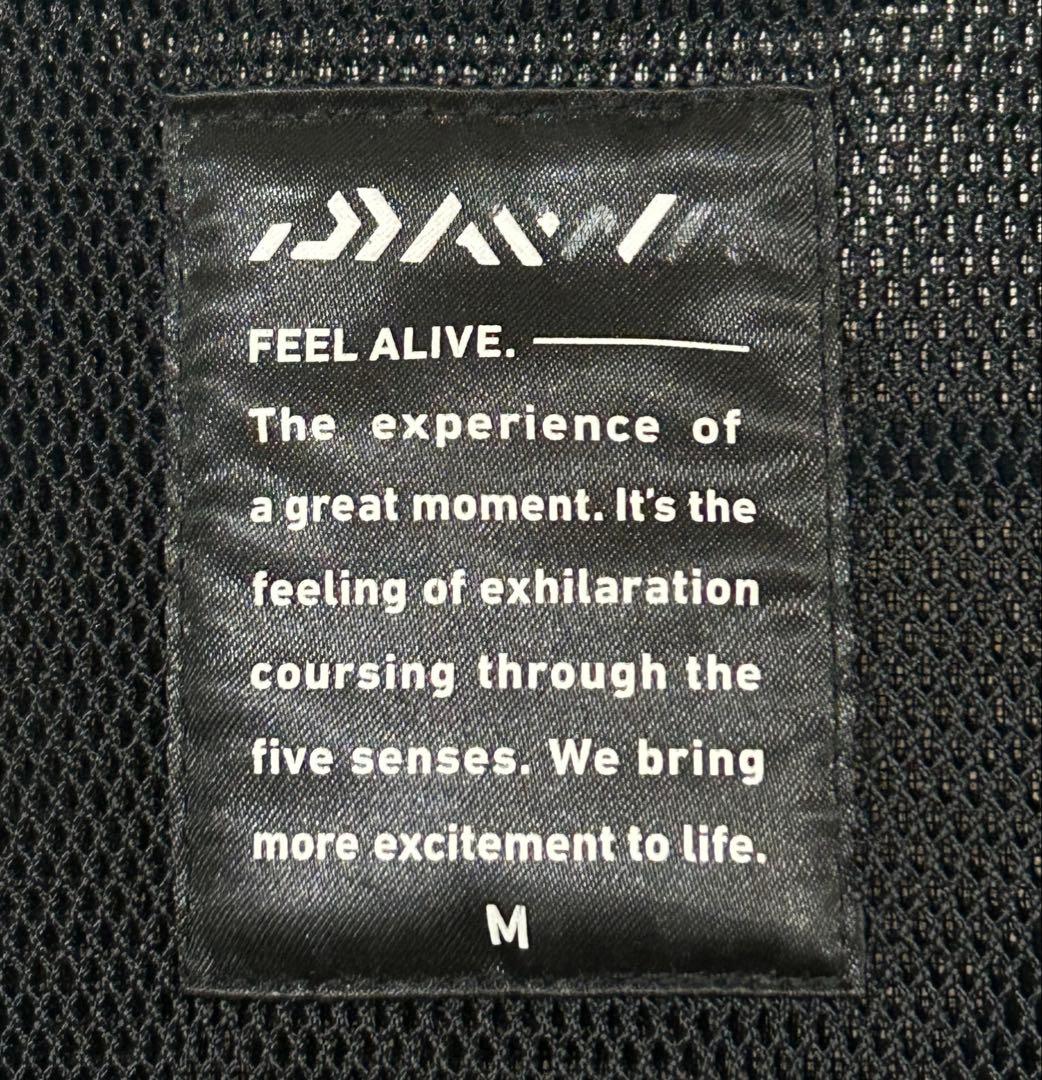 DAIWA
FEEL ALIVE.
The experience of
a great moment. It's the
feeling of exhilaration
coursing through the
five senses. We bring
more excitement to life.
M